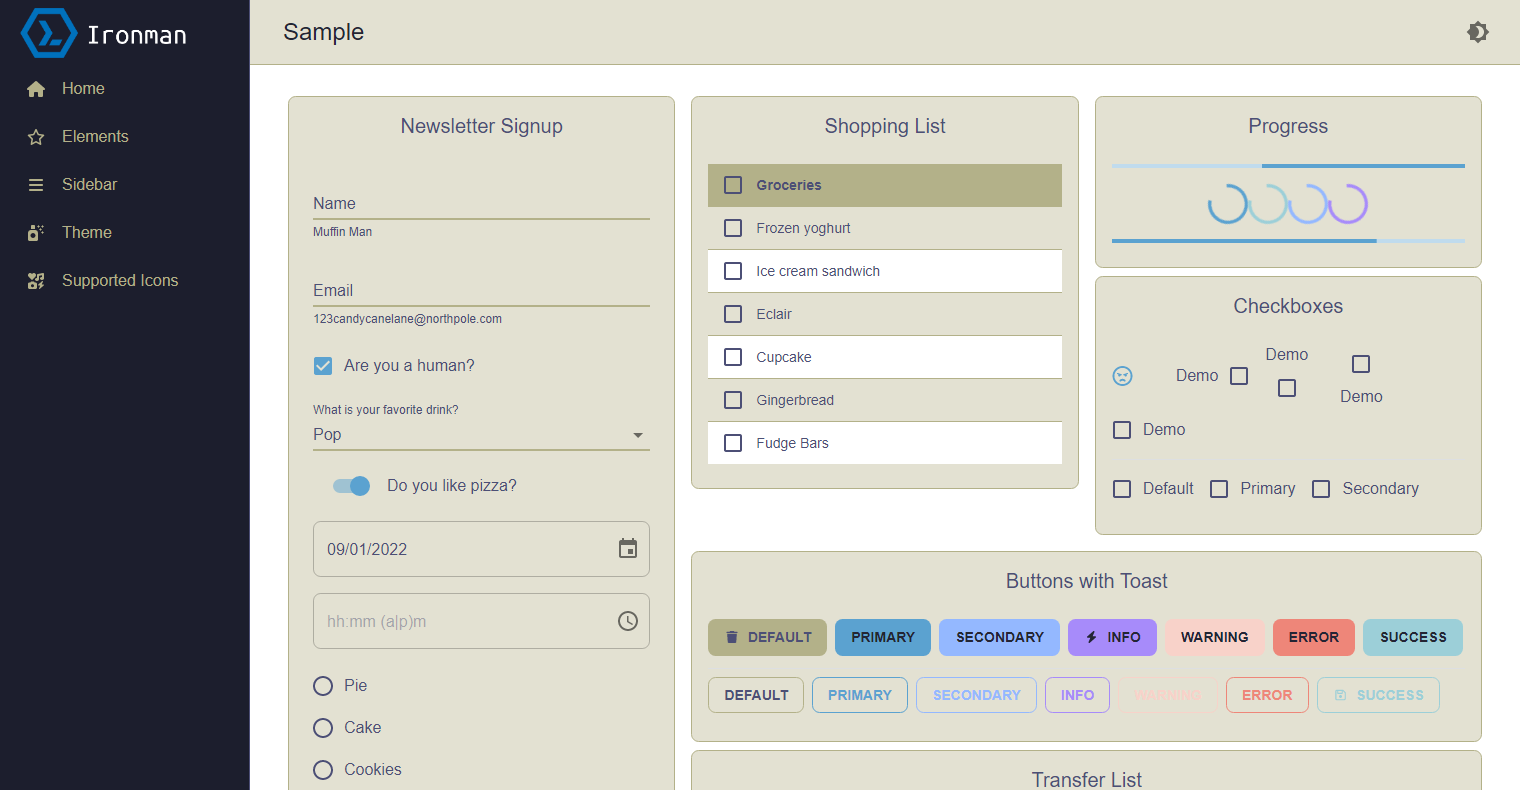 Ironman
Home
Elements
Sidebar
Theme
Supported Icons
Sample
Newsletter Signup
Name
Muffin Man
Email
123candycanelane@northpole.com
Are you a human?
What is your favorite drink?
Pop
Do you like pizza?
09/01/2022
hh:mm (a|p)m
Pie
Cake
Cookies
Shopping List
Groceries
Frozen yoghurt
Ice cream sandwich
Eclair
Cupcake
Gingerbread
Fudge Bars
Progress
Checkboxes
Demo
Demo
Demo
Demo
Default Primary Secondary
Buttons with Toast
DEFAULT PRIMARY SECONDARY INFO WARNING ERROR SUCCESS
DEFAULT PRIMARY SECONDARY INFO WARNING ERROR SUCCESS
Transfer List